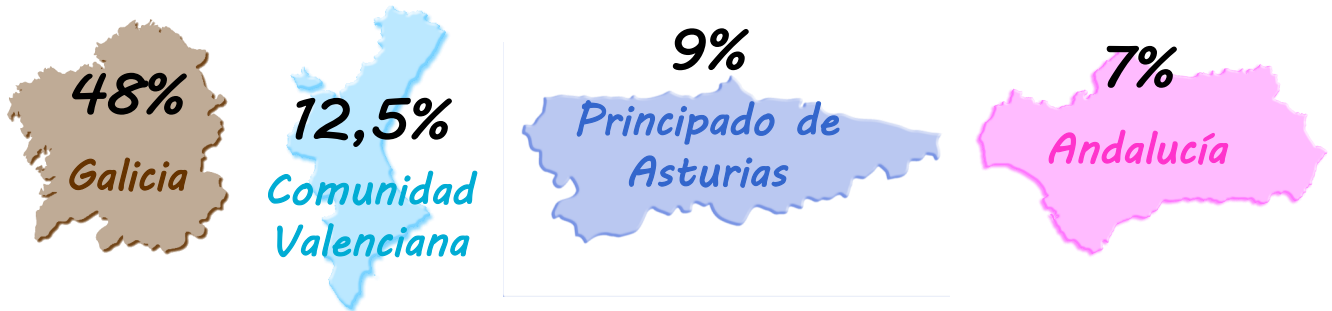 48%
Galicia
12,5%
Comunidad
Valenciana
9%
Principado de
Asturias
7%
Andalucía